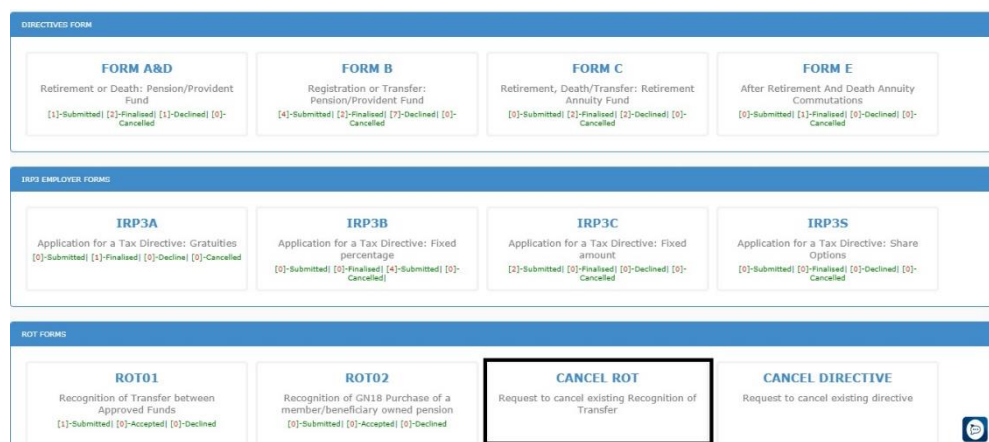 DIRECTIVES FORM
FORM A&D
Retirement or Death: Pension/Provident
Fund
[1]-Submitted| [2]-Finalised| [1]-Declined| [0]-
Cancelled
FORM B
Registration or Transfer:
Pension/Provident Fund
[4]-Submitted| [2]-Finalised| [7]-Declined| [0]-
Cancelled
FORM C
Retirement, Death/Transfer: Retirement
Annuity Fund
[0]-Submitted| [2]-Finalised| [2]-Declined| [0]-
Cancelled
FORM E
After Retirement And Death Annuity
Commutations
[0]-Submitted| [1]-Finalised| [0]-Declined| [0]-
Cancelled
IRP3 EMPLOYER FORMS
IRP3A
Application for a Tax Directive: Gratuities
[0]-Submitted| [1]-Finalised| [0]-Decline| [0]-Cancelled
IRP3B
Application for a Tax Directive: Fixed
percentage
[0]-Submitted| [0]-Finalised| [4]-Submitted| [0]-
Cancelled|
IRP3C
Application for a Tax Directive: Fixed
amount
[2]-Submitted| [0]-Finalised| [0]-Declined| [0]-
Cancelled
IRP3S
Application for a Tax Directive: Share
Options
[0]-Submitted| [0]-Finalised| [0]-Declined| [0]-
Cancelled
ROT FORMS
ROT01
Recognition of Transfer between
Approved Funds
[1]-Submitted| [0]-Accepted| [0]-Declined
ROT02
Recognition of GN18 Purchase of a
member/beneficiary owned pension
[0]-Submitted| [0]-Accepted| [0]-Declined
CANCEL ROT
Request to cancel existing Recognition of
Transfer
CANCEL DIRECTIVE
Request to cancel existing directive